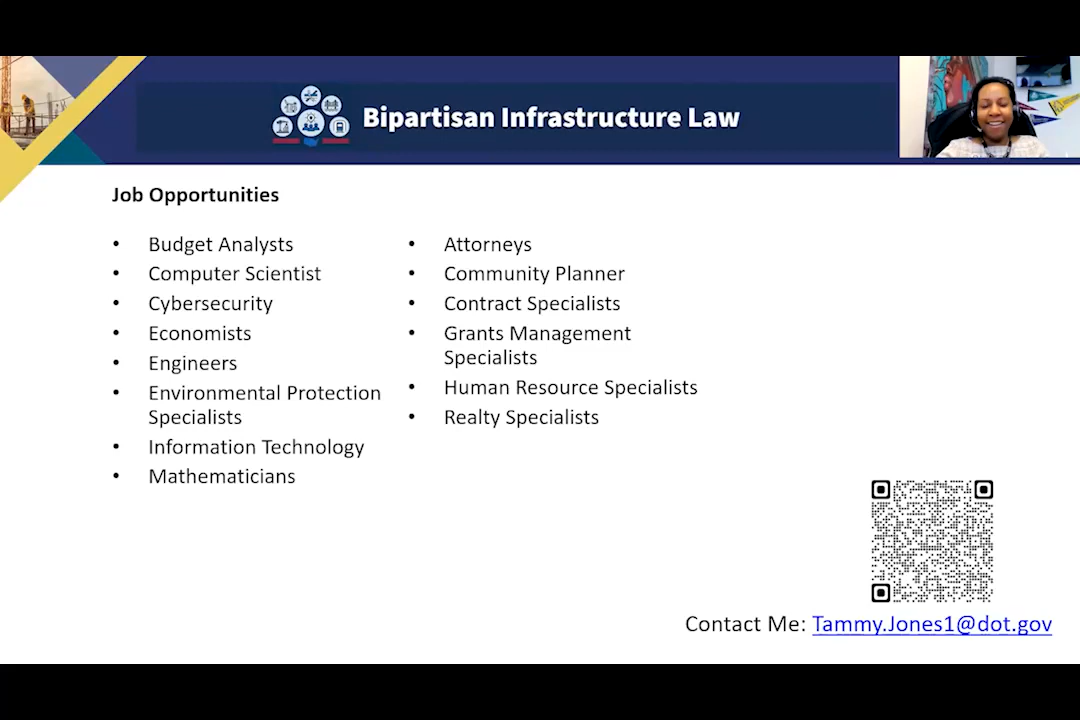 Bipartisan Infrastructure Law
Job Opportunities
• Budget Analysts
• Computer Scientist
• Cybersecurity
• Economists
• Engineers
• Environmental Protection
Specialists
• Information Technology
• Mathematicians
• Attorneys
• Community Planner
• Contract Specialists
• Grants Management
Specialists
• Human Resource Specialists
• Realty Specialists
Contact Me: Tammy.Jones1@dot.gov